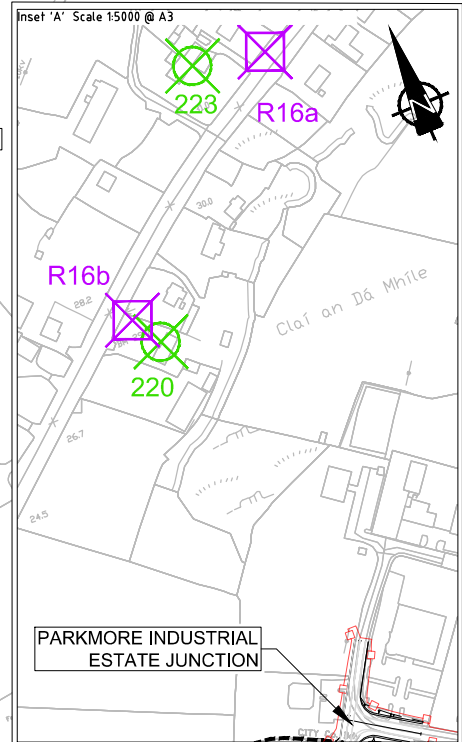 Inset 'A' Scale 1:5000 @ A3
223
R16a
N
30.0
R16b
28.2
Claí an Dá Mhíle
220
26.7
24.5
PARKMORE INDUSTRIAL
ESTATE JUNCTION